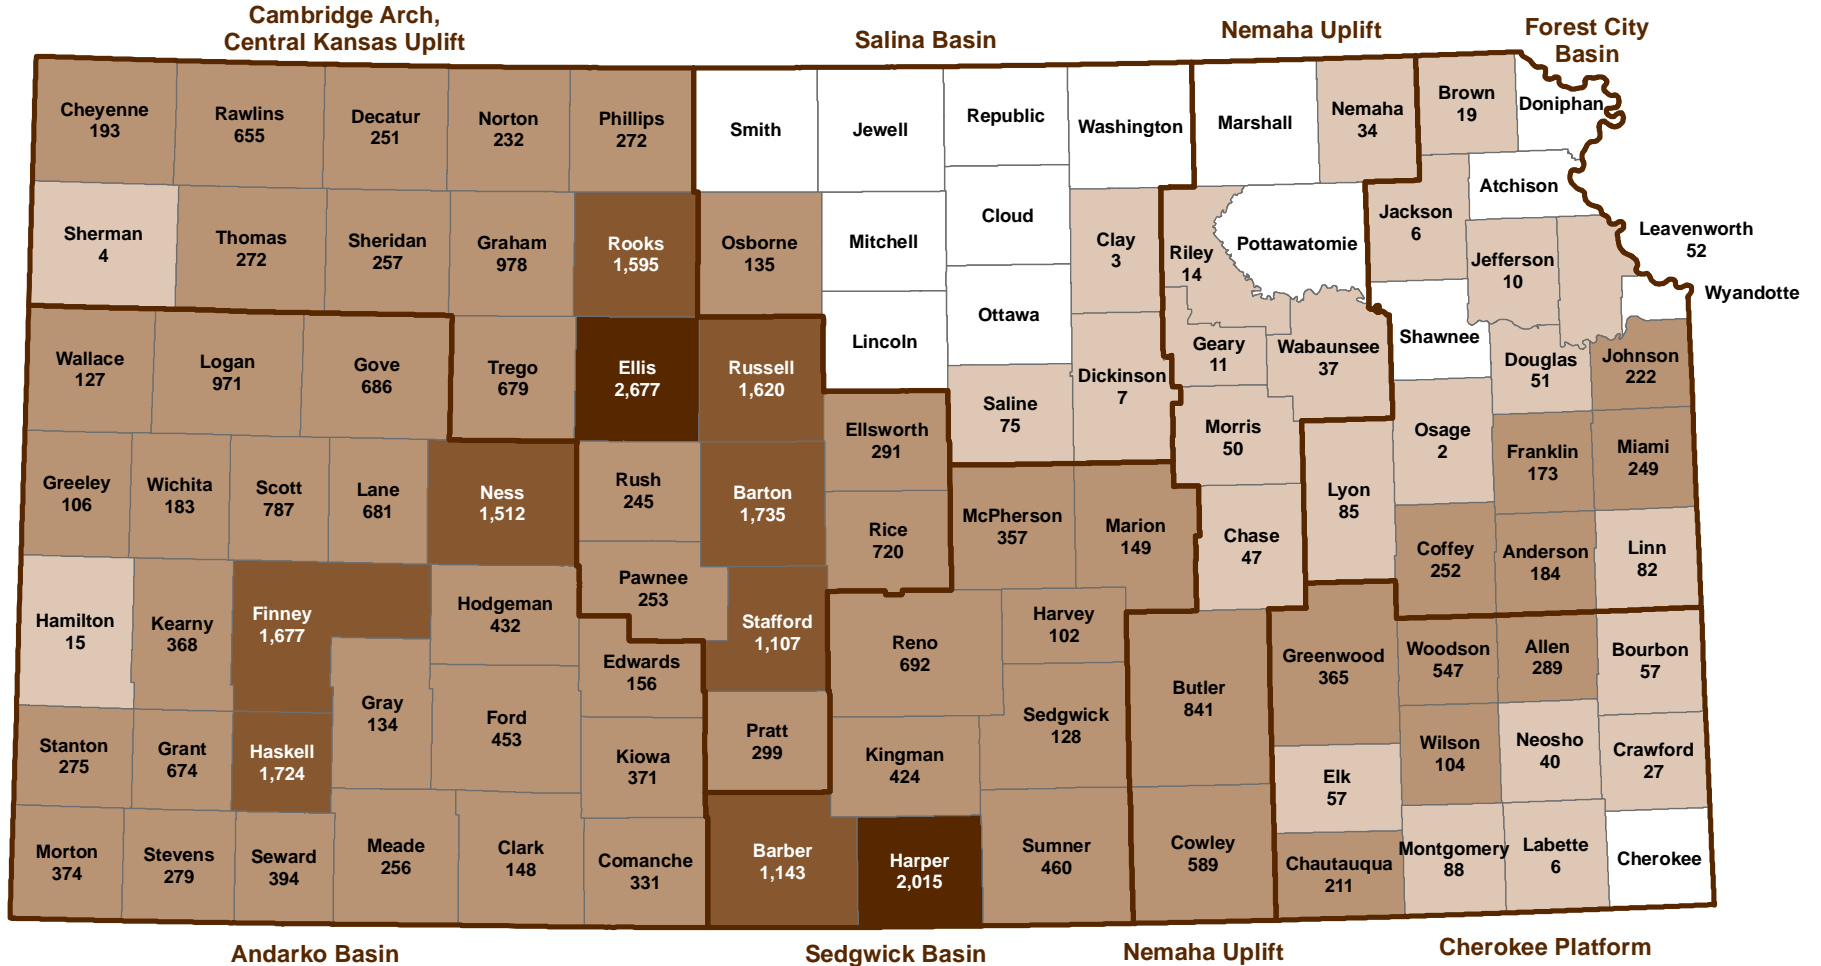 Cambridge Arch,
Central Kansas Uplift
Salina Basin
Nemaha Uplift
Forest City
Basin
Cheyenne
193
Rawlins
655
Decatur
251
Norton
232
Phillips
272
Smith
Jewell
Republic
Washington
Marshall
Nemaha
34
Brown
19
Doniphan
Sherman
4
Thomas
272
Sheridan
257
Graham
978
Rooks
1,595
Osborne
135
Mitchell
Cloud
Clay
3
Riley
14
Pottawatomie
Jackson
6
Atchison
Jefferson
10
Leavenworth
52
Wyandotte
Wallace
127
Logan
971
Gove
686
Trego
679
Ellis
2,677
Russell
1,620
Lincoln
Ottawa
Saline
75
Dickinson
7
Geary
11
Wabaunsee
37
Shawnee
Douglas
51
Johnson
222
Greeley
106
Wichita
183
Scott
787
Lane
681
Ness
1,512
Rush
245
Barton
1,735
Ellsworth
291
Rice
720
McPherson
357
Marion
149
Morris
50
Chase
47
Lyon
85
Osage
2
Franklin
173
Miami
249
Coffey
252
Anderson
184
Linn
82
Hamilton
15
Kearny
368
Finney
1,677
Hodgeman
432
Pawnee
253
Stafford
1,107
Edwards
156
Reno
692
Harvey
102
Butler
841
Greenwood
365
Woodson
547
Allen
289
Bourbon
57
Stanton
275
Grant
674
Haskell
1,724
Gray
134
Ford
453
Kiowa
371
Pratt
299
Kingman
424
Sedgwick
128
Elk
57
Wilson
104
Neosho
40
Crawford
27
Morton
374
Stevens
279
Seward
394
Meade
256
Clark
148
Comanche
331
Barber
1,143
Harper
2,015
Sumner
460
Cowley
589
Chautauqua
211
Montgomery
88
Labette
6
Cherokee
Andarko Basin
Sedgwick Basin
Nemaha Uplift
Cherokee Platform